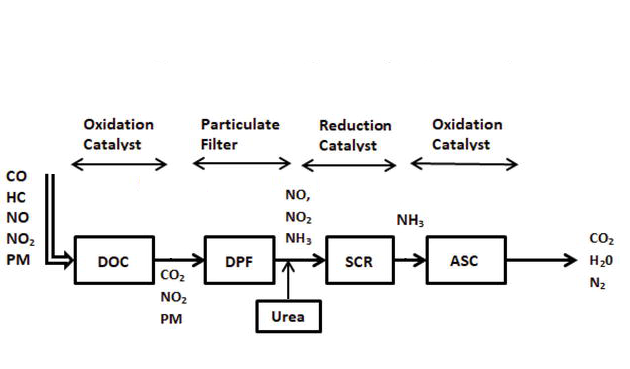 Oxidation Catalyst
Particulate Filter
Reduction Catalyst
Oxidation Catalyst
CO
HC
NO
NO₂
PM
DOC
CO₂
NO₂
PM
DPF
NO,
NO₂
NH₃
Urea
SCR
NH₃
ASC
CO₂
H₂0
N₂